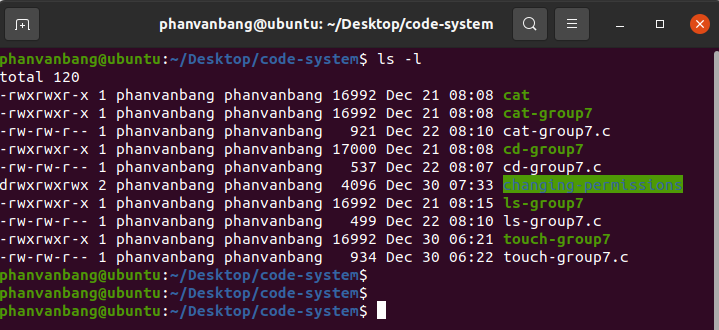 phanvanbang@ubuntu: ~/Desktop/code-system
phanvanbang@ubuntu:~/Desktop/code-system$ ls -l
total 120
-rwxrwxr-x 1 phanvanbang phanvanbang 16992 Dec 21 08:08 cat
-rwxrwxr-x 1 phanvanbang phanvanbang 16992 Dec 21 08:08 cat-group7
-rw-rw-r-- 1 phanvanbang phanvanbang   921 Dec 22 08:10 cat-group7.c
-rwxrwxr-x 1 phanvanbang phanvanbang 17000 Dec 21 08:08 cd-group7
-rw-rw-r-- 1 phanvanbang phanvanbang   537 Dec 22 08:07 cd-group7.c
drwxrwxrwx 2 phanvanbang phanvanbang  4096 Dec 30 07:33 changing-permissions
-rwxrwxr-x 1 phanvanbang phanvanbang 16992 Dec 21 08:15 ls-group7
-rw-rw-r-- 1 phanvanbang phanvanbang   499 Dec 22 08:10 ls-group7.c
-rwxrwxr-x 1 phanvanbang phanvanbang 16992 Dec 30 06:21 touch-group7
-rw-rw-r-- 1 phanvanbang phanvanbang   934 Dec 30 06:22 touch-group7.c
phanvanbang@ubuntu:~/Desktop/code-system$
phanvanbang@ubuntu:~/Desktop/code-system$
phanvanbang@ubuntu:~/Desktop/code-system$